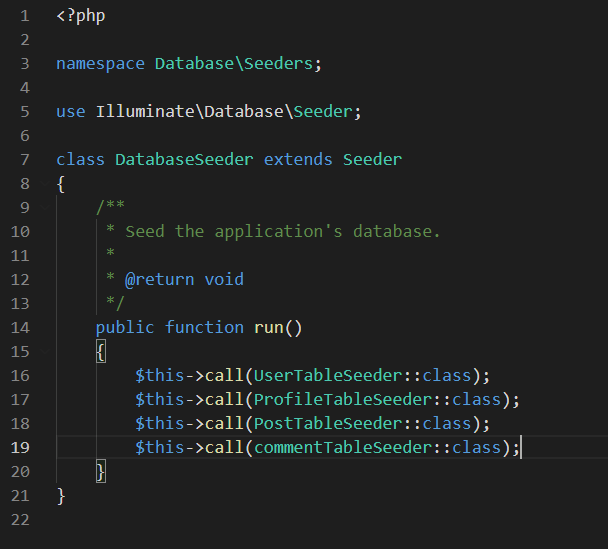 1 <?php
2
3 namespace Database\Seeders;
4
5 use Illuminate\Database\Seeder;
6
7 class DatabaseSeeder extends Seeder
8 {
9 /**
10 * Seed the application's database.
11 *
12 * @return void
13 */
14 public function run()
15 {
16 $this->call(UserTableSeeder::class);
17 $this->call(ProfileTableSeeder::class);
18 $this->call(PostTableSeeder::class);
19 $this->call(commentTableSeeder::class);
20 }
21 }
22